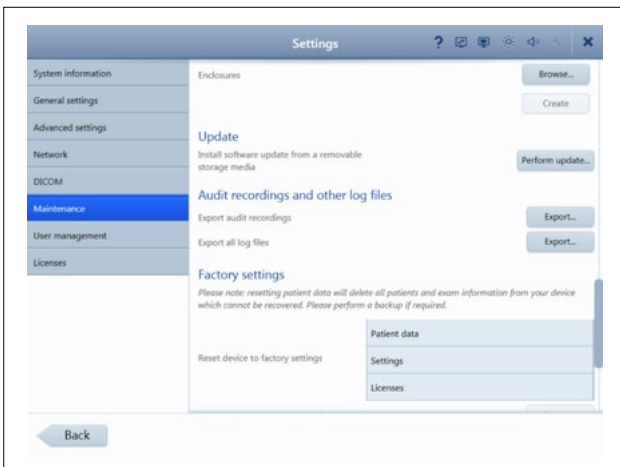 Settings
?
System information
General settings
Advanced settings
Network
DICOM
Maintenance
User management
Licenses
Enclosures
Browse...
Create
Update
Install software update from a removable
storage media
Perform update...
Audit recordings and other log files
Export audit recordings
Export...
Export all log files
Export...
Factory settings
Please note: resetting patient data will delete all patients and exam information from your device
which cannot be recovered. Please perform a backup if required.
Reset device to factory settings
Patient data
Settings
Licenses
Back